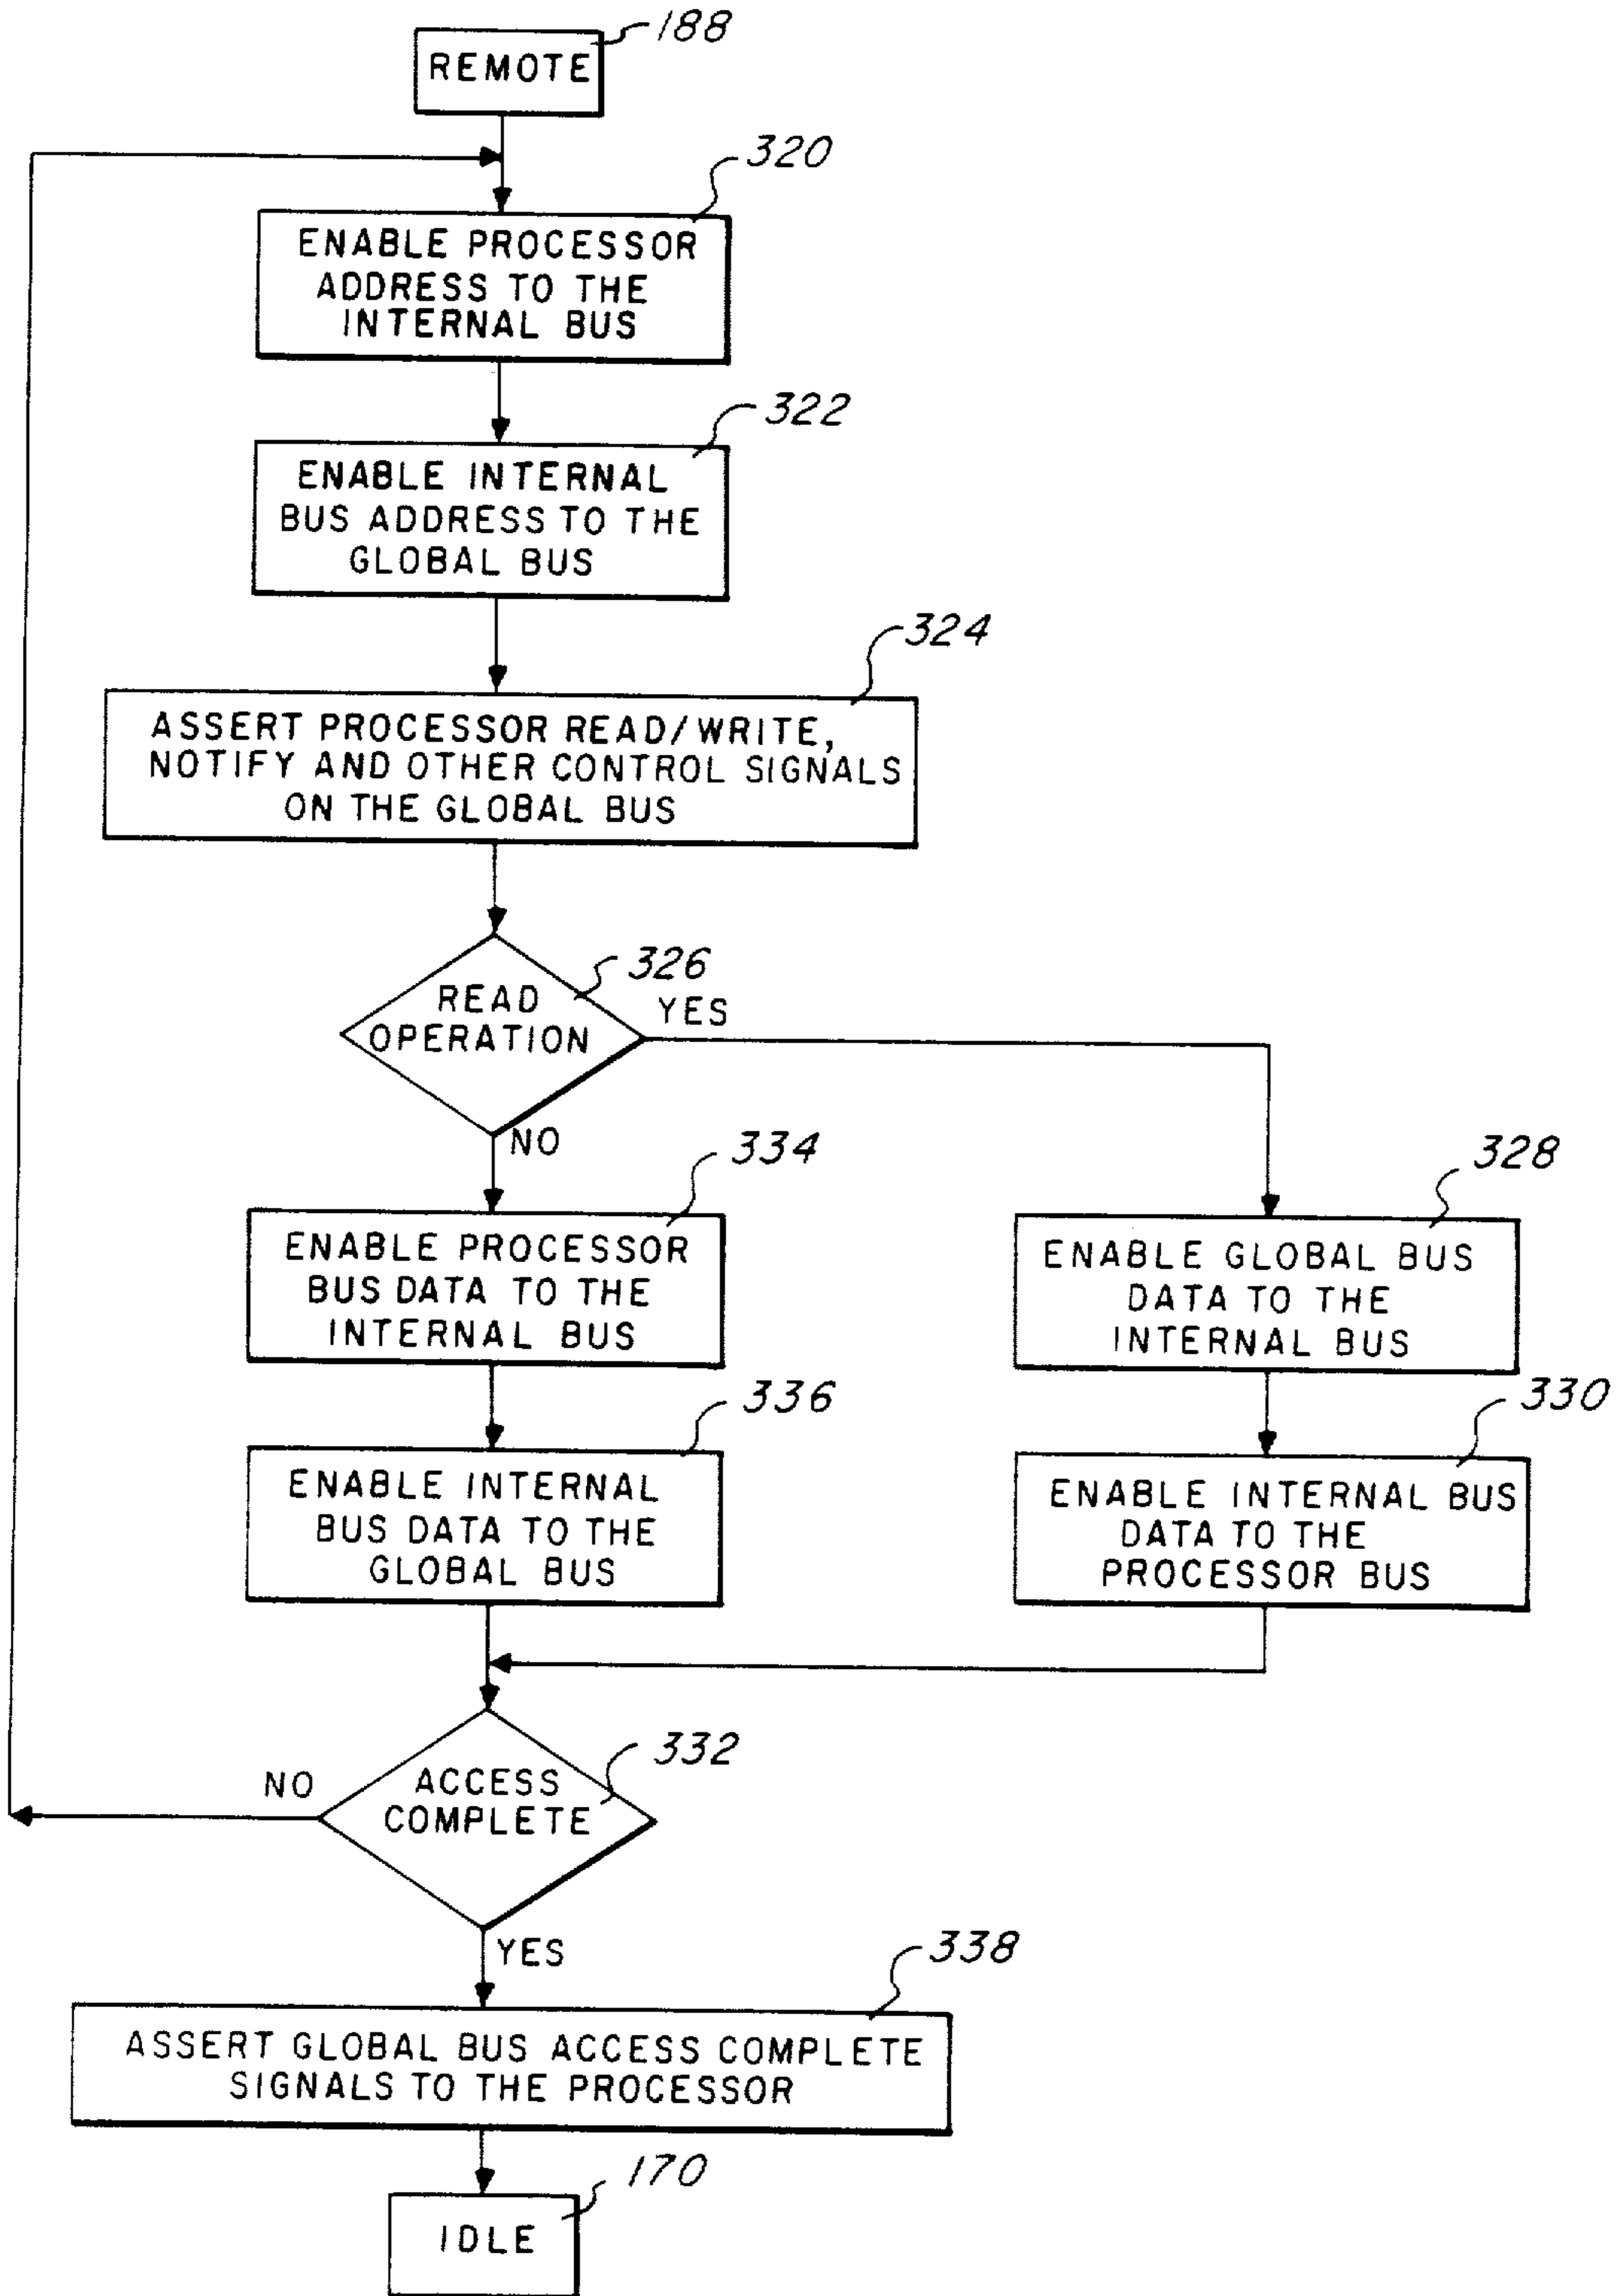 188
REMOTE
320
ENABLE PROCESSOR
ADDRESS TO THE
INTERNAL BUS
322
ENABLE INTERNAL
BUS ADDRESS TO THE
GLOBAL BUS
324
ASSERT PROCESSOR READ/WRITE,
NOTIFY AND OTHER CONTROL SIGNALS
ON THE GLOBAL BUS
326
READ
OPERATION
YES
NO
334
ENABLE PROCESSOR
BUS DATA TO THE
INTERNAL BUS
328
ENABLE GLOBAL BUS
DATA TO THE
INTERNAL BUS
336
ENABLE INTERNAL
BUS DATA TO THE
GLOBAL BUS
330
ENABLE INTERNAL BUS
DATA TO THE
PROCESSOR BUS
332
ACCESS
COMPLETE
NO
YES
338
ASSERT GLOBAL BUS ACCESS COMPLETE
SIGNALS TO THE PROCESSOR
170
IDLE